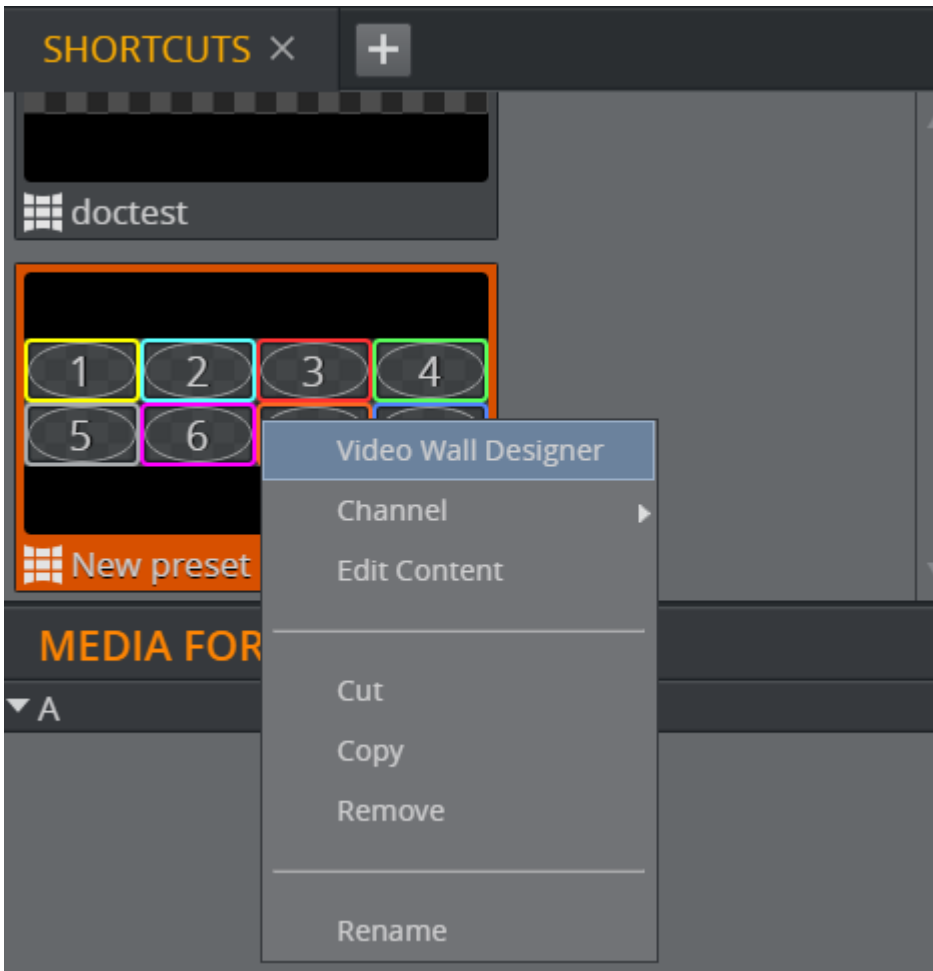 SHORTCUTS ×
doctest
1 2 3 4
5 6
New preset
Video Wall Designer
Channel
Edit Content
Cut
Copy
Remove
Rename
MEDIA FOR
A